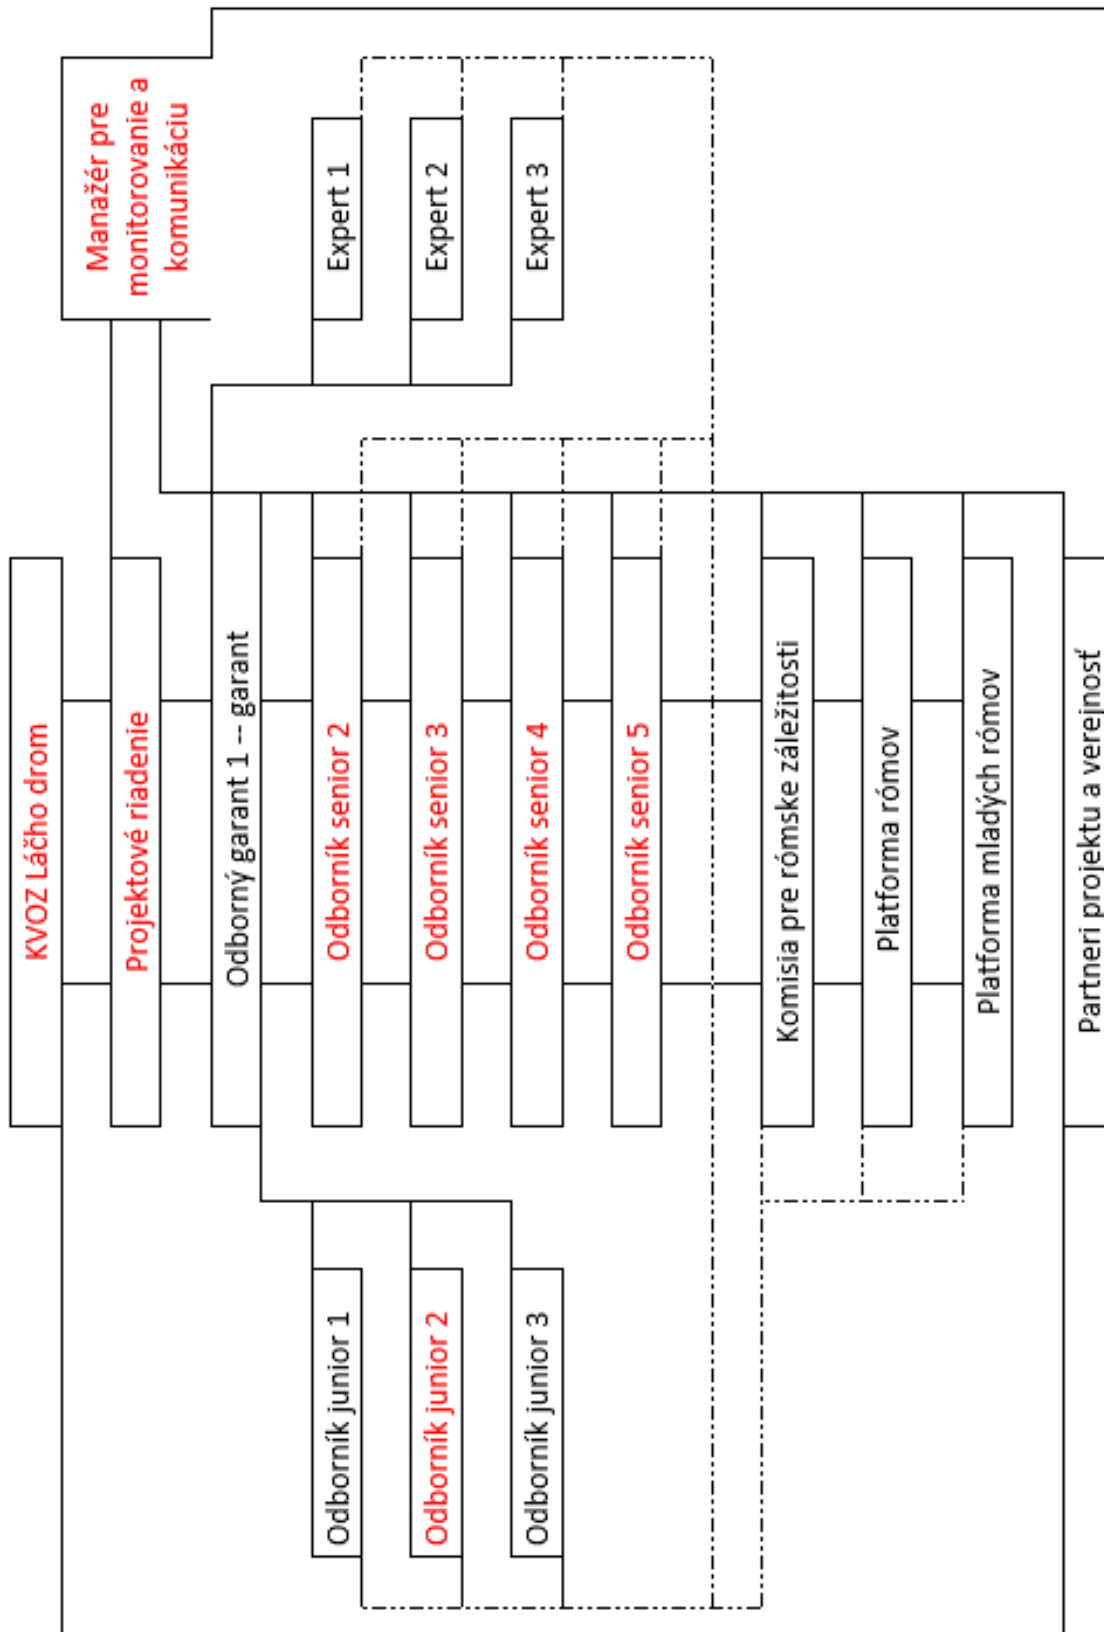 KVOZ Láčho drom
Manažér pre
monitorovanie a
komunikáciu
Projektové riadenie
Odborný garant 1 -- garant
Odborník junior 1
Odborník senior 2
Expert 1
Odborník junior 2
Odborník senior 3
Expert 2
Odborník junior 3
Odborník senior 4
Expert 3
Odborník senior 5
Komisia pre rómske záležitosti
Platforma rómov
Platforma mladých rómov
Partneri projektu a verejnosť